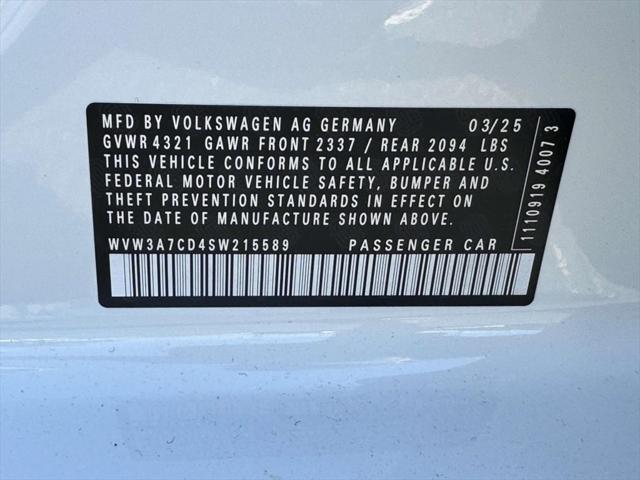 MFD BY VOLKSWAGEN AG GERMANY 03/25
GVWR 4321 GAWR FRONT 2337 / REAR 2094 LBS
THIS VEHICLE CONFORMS TO ALL APPLICABLE U.S.
FEDERAL MOTOR VEHICLE SAFETY, BUMPER AND
THEFT PREVENTION STANDARDS IN EFFECT ON
THE DATE OF MANUFACTURE SHOWN ABOVE.
WVW3A7CD4SW215589 PASSENGER CAR
1110919 4007 3